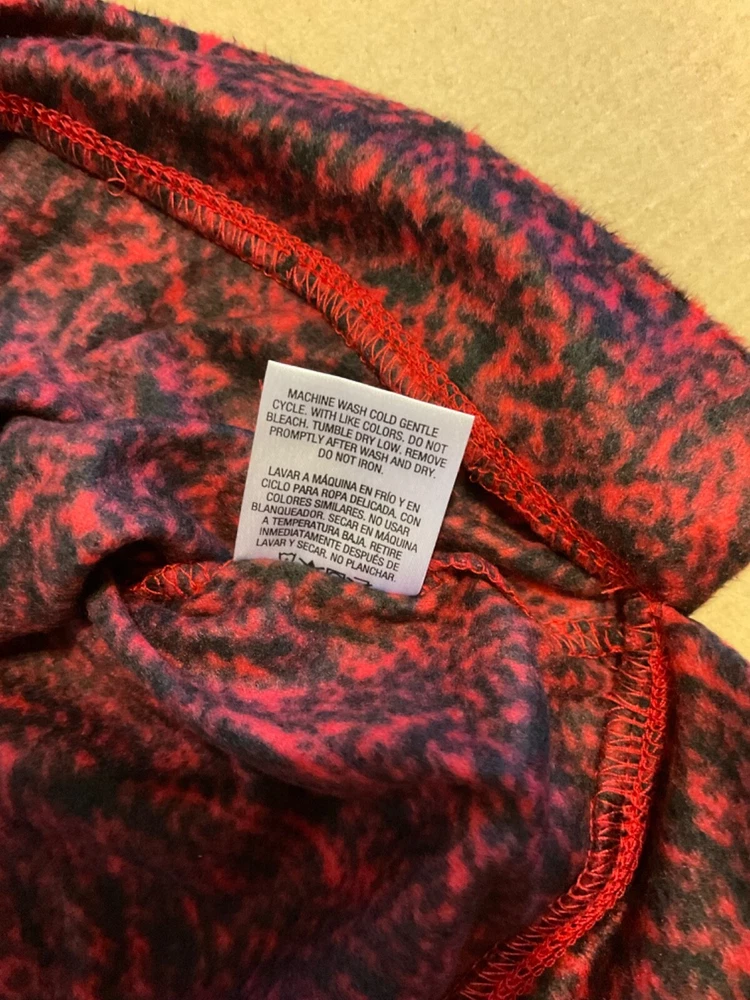 MACHINE WASH COLD GENTLE
CYCLE. WITH LIKE COLORS. DO NOT
BLEACH. TUMBLE DRY LOW. REMOVE
PROMPTLY AFTER WASH AND DRY.
DO NOT IRON.
LAVAR A MÁQUINA EN FRÍO Y EN
CICLO PARA ROPA DELICADA, CON
COLORES SIMILARES. NO USAR
BLANQUEADOR. SECAR EN MÁQUINA
A TEMPERATURA BAJA. RETIRE
INMEDIATAMENTE DESPUÉS DE
LAVAR Y SECAR. NO PLANCHAR.